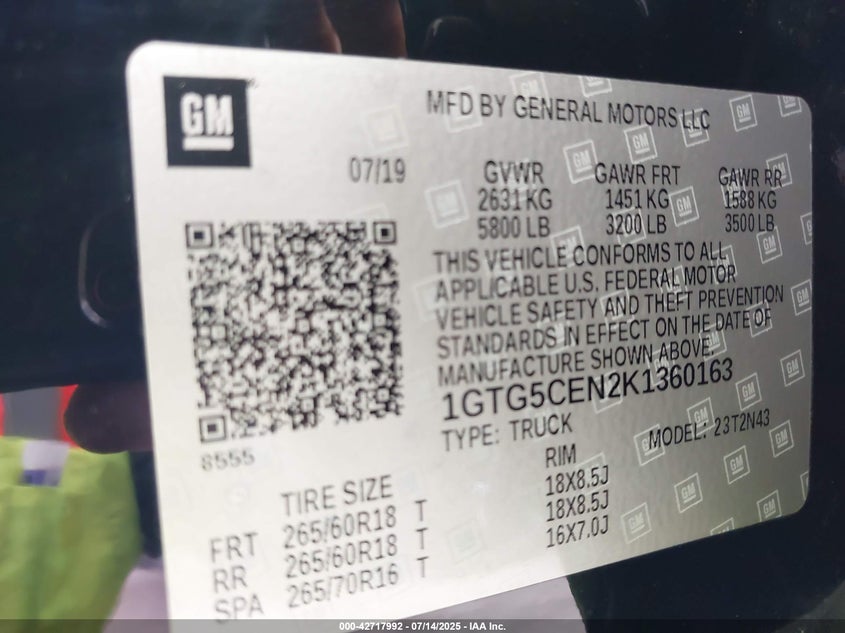 GM
MFD BY GENERAL MOTORS LLC
07/19
GVWR GAWR FRT GAWR RR
2631 KG 1451 KG 1588 KG
5800 LB 3200 LB 3500 LB
THIS VEHICLE CONFORMS TO ALL
APPLICABLE U.S. FEDERAL MOTOR
VEHICLE SAFETY AND THEFT PREVENTION
STANDARDS IN EFFECT ON THE DATE OF
MANUFACTURE SHOWN ABOVE.
1GTG5CEN2K1360163
TYPE: TRUCK MODEL: 23T2N43
8555
TIRE SIZE RIM
FRT 265/60R18 T 18X8.5J
RR 265/60R18 T 18X8.5J
SPA 265/70R16 T 16X7.0J
000-42717992 - 07/14/2025 - IAA Inc.